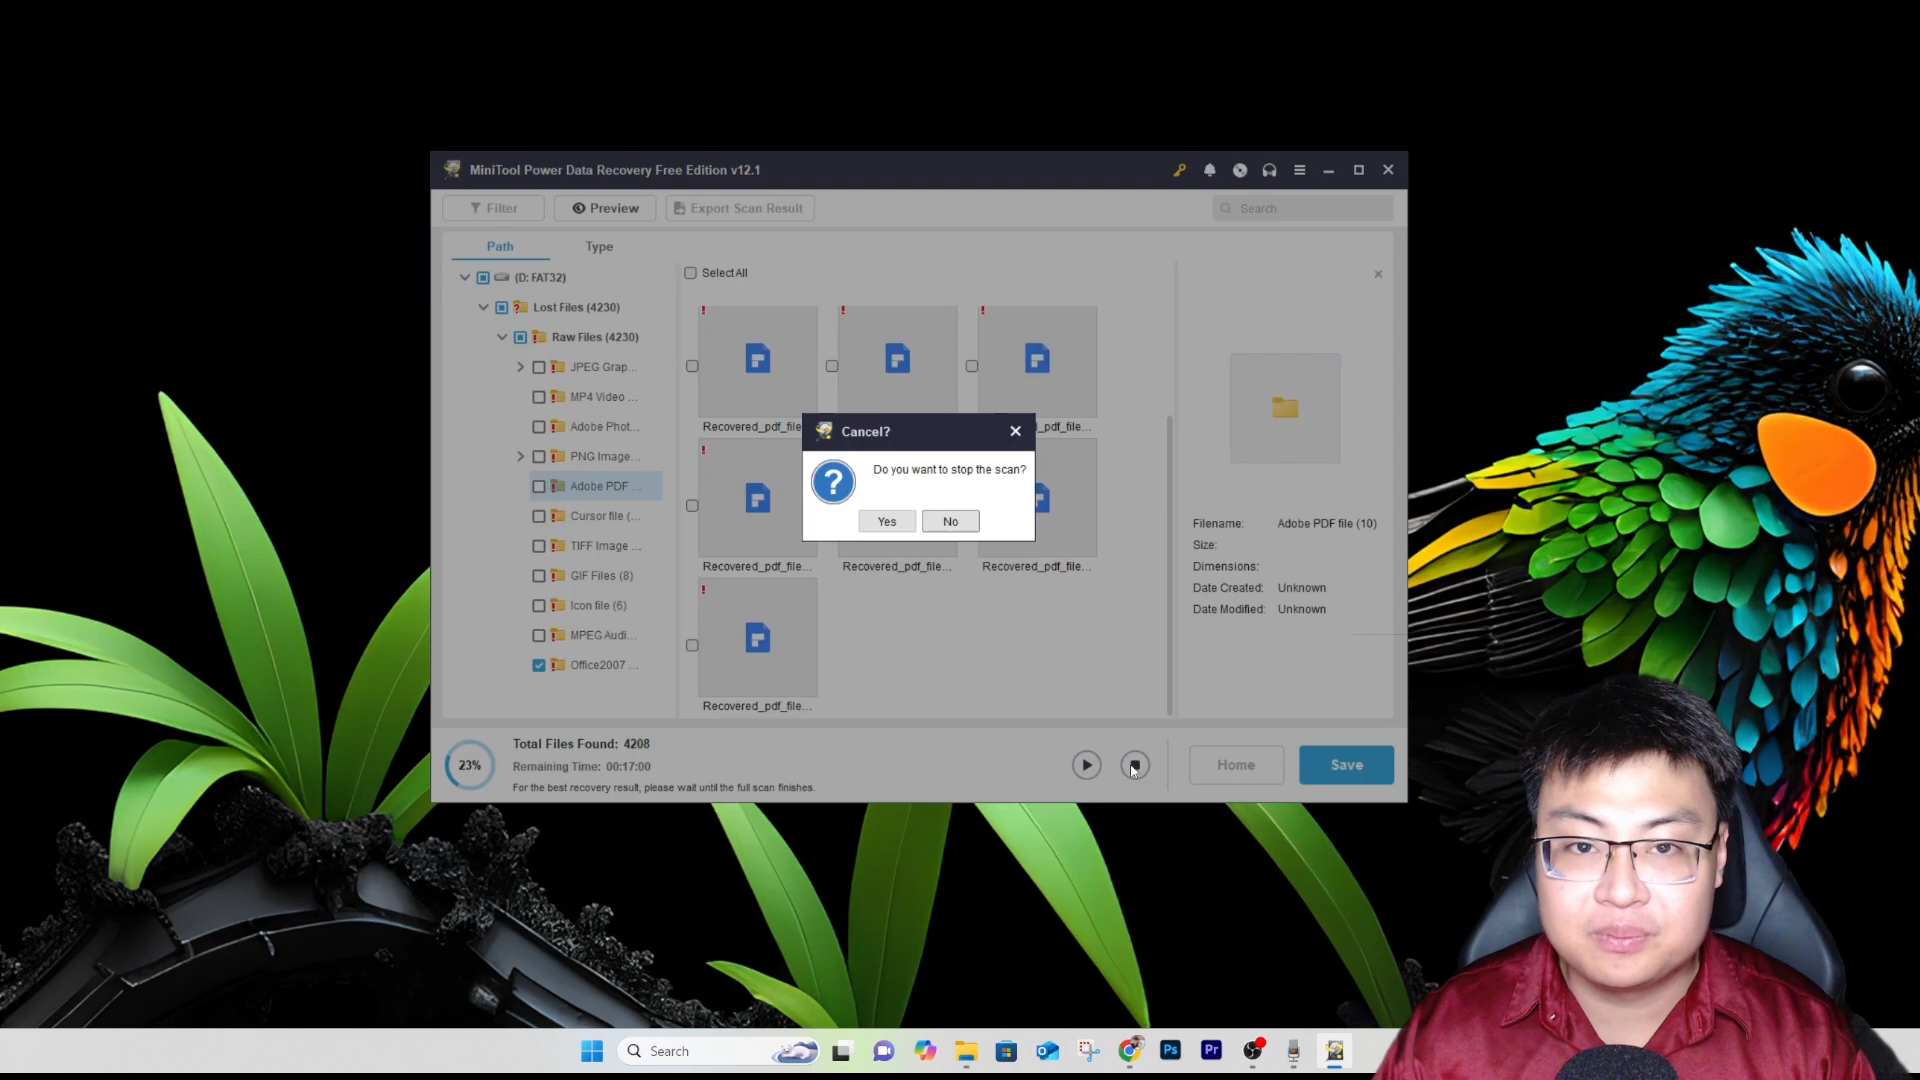 MiniTool Power Data Recovery Free Edition v12.1
Filter
Preview
Export Scan Result
Search
Path
Type
(D: FAT32)
Lost Files (4230)
Raw Files (4230)
JPEG Grap...
MP4 Video ...
Adobe Phot...
PNG Image...
Adobe PDF ...
Cursor file (...
TIFF Image ...
GIF Files (8)
Icon file (6)
MPEG Audi...
Office2007 ...
Select All
Recovered_pdf_file
_pdf_file...
Recovered_pdf_file...
Recovered_pdf_file...
Recovered_pdf_file...
Recovered_pdf_file...
Cancel?
Do you want to stop the scan?
Yes
No
Filename: Adobe PDF file (10)
Size:
Dimensions:
Date Created: Unknown
Date Modified: Unknown
23%
Total Files Found: 4208
Remaining Time: 00:17:00
For the best recovery result, please wait until the full scan finishes.
Home
Save
Search
Ps
Pr